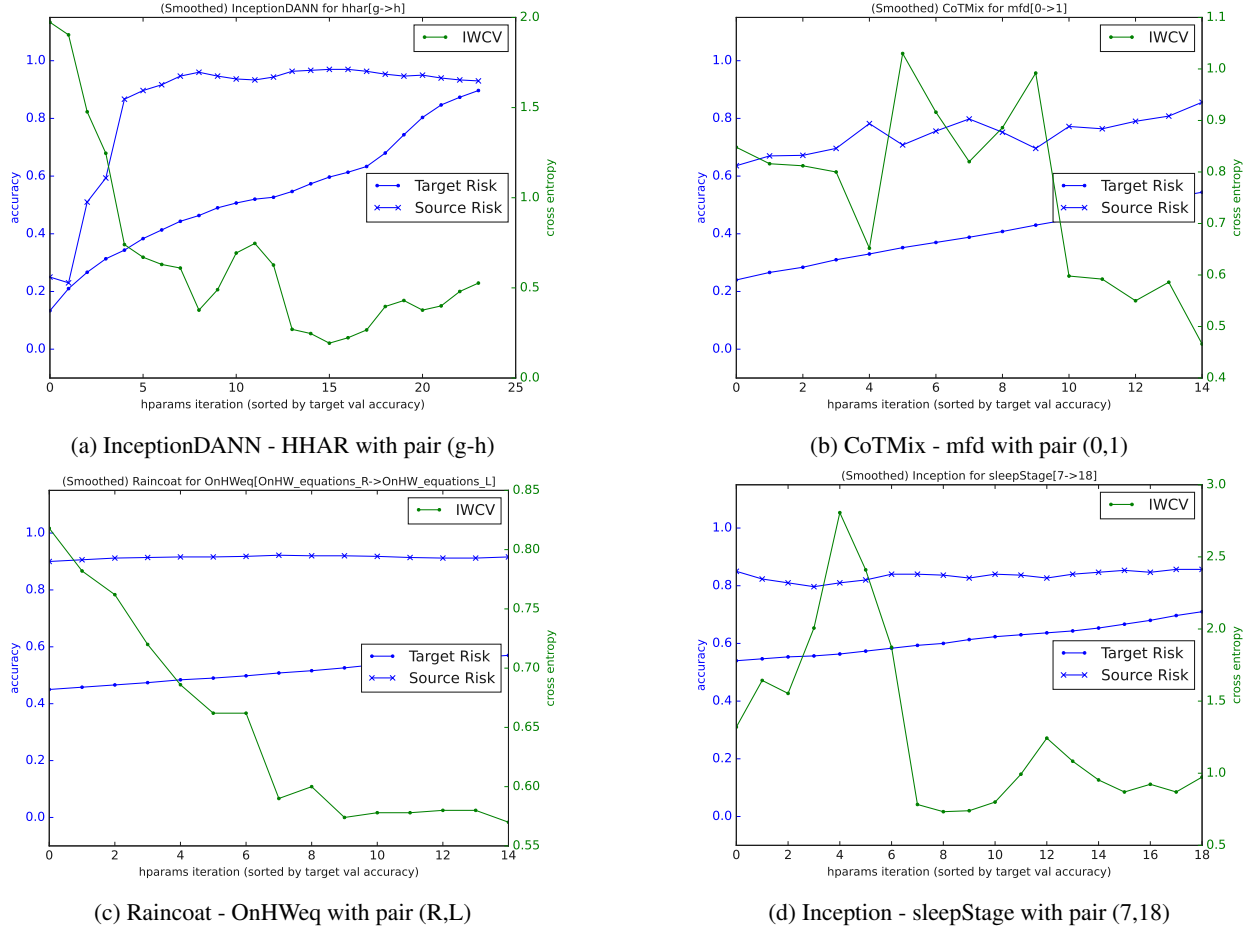 (Smoothed) InceptionDANN for hhar[g->h]
IWCV
Target Risk
Source Risk
accuracy
cross entropy
0.0 0.2 0.4 0.6 0.8 1.0
0.0 0.5 1.0 1.5 2.0
0 5 10 15 20 25
hparams iteration (sorted by target val accuracy)
(a) InceptionDANN - HHAR with pair (g-h)
(Smoothed) CoTMix for mfd[0->1]
IWCV
Target Risk
Source Risk
accuracy
cross entropy
0.0 0.2 0.4 0.6 0.8 1.0
0.4 0.5 0.6 0.7 0.8 0.9 1.0 1.1
0 2 4 6 8 10 12 14
hparams iteration (sorted by target val accuracy)
(b) CoTMix - mfd with pair (0,1)
(Smoothed) Raincoat for OnHWeq[OnHW_equations_R->OnHW_equations_L]
IWCV
Target Risk
Source Risk
accuracy
cross entropy
0.0 0.2 0.4 0.6 0.8 1.0
0.55 0.60 0.65 0.70 0.75 0.80 0.85
0 2 4 6 8 10 12 14
hparams iteration (sorted by target val accuracy)
(c) Raincoat - OnHWeq with pair (R,L)
(Smoothed) Inception for sleepStage[7->18]
IWCV
Target Risk
Source Risk
accuracy
cross entropy
0.0 0.2 0.4 0.6 0.8 1.0
0.5 1.0 1.5 2.0 2.5 3.0
0 2 4 6 8 10 12 14 16 18
hparams iteration (sorted by target val accuracy)
(d) Inception - sleepStage with pair (7,18)